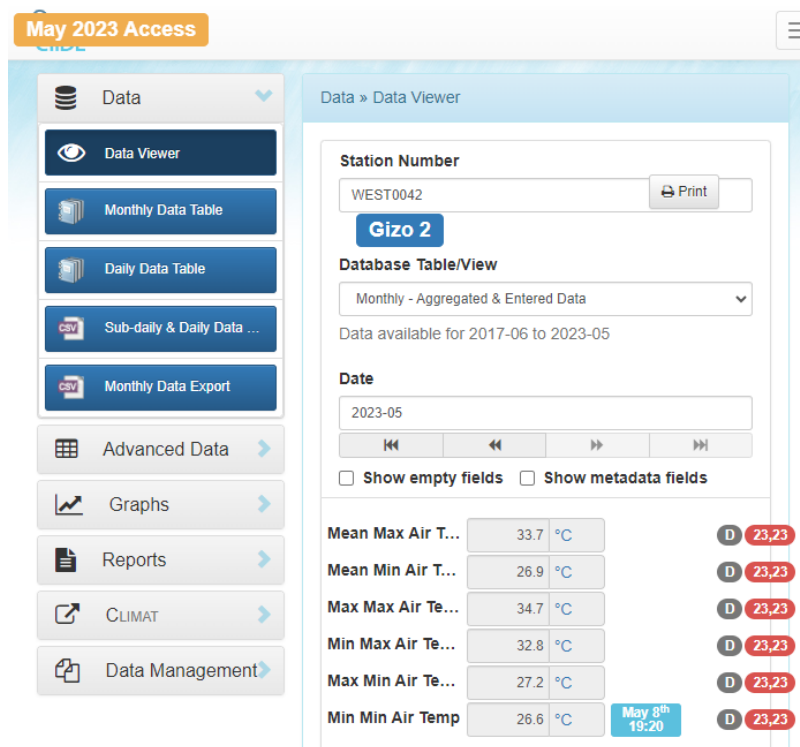 May 2023 Access
Data
Data Viewer
Monthly Data Table
Daily Data Table
CSV Sub-daily & Daily Data ...
CSV Monthly Data Export
Advanced Data
Graphs
Reports
CLIMAT
Data Management
Data » Data Viewer
Station Number
WEST0042
Print
Gizo 2
Database Table/View
Monthly - Aggregated & Entered Data
Data available for 2017-06 to 2023-05
Date
2023-05
Show empty fields Show metadata fields
Mean Max Air T... 33.7 °C D 23,23
Mean Min Air T... 26.9 °C D 23,23
Max Max Air Te... 34.7 °C D 23,23
Min Max Air Te... 32.8 °C D 23,23
Max Min Air Te... 27.2 °C D 23,23
Min Min Air Temp 26.6 °C May 8th 19:20 D 23,23